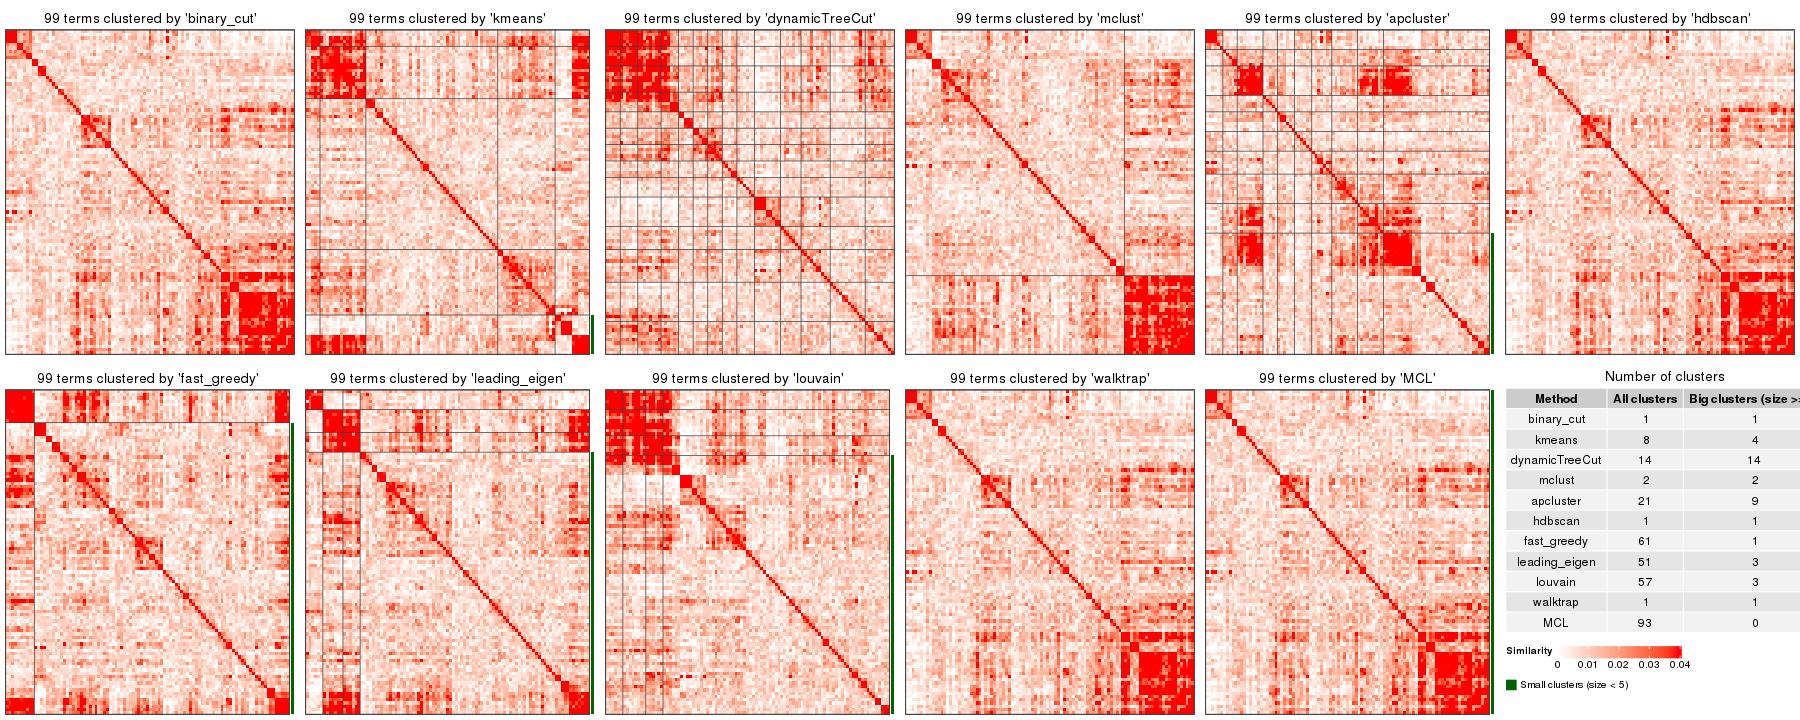 99 terms clustered by 'binary_cut'
99 terms clustered by 'kmeans'
99 terms clustered by 'dynamicTreeCut'
99 terms clustered by 'mclust'
99 terms clustered by 'apcluster'
99 terms clustered by 'hdbscan'
99 terms clustered by 'fast_greedy'
99 terms clustered by 'leading_eigen'
99 terms clustered by 'louvain'
99 terms clustered by 'walktrap'
99 terms clustered by 'MCL'
Number of clusters
Method All clusters Big clusters (size >
binary_cut 1 1
kmeans 8 4
dynamicTreeCut 14 14
mclust 2 2
apcluster 21 9
hdbscan 1 1
fast_greedy 61 1
leading_eigen 51 3
louvain 57 3
walktrap 1 1
MCL 93 0
Similarity
0 0.01 0.02 0.03 0.04
Small clusters (size < 5)